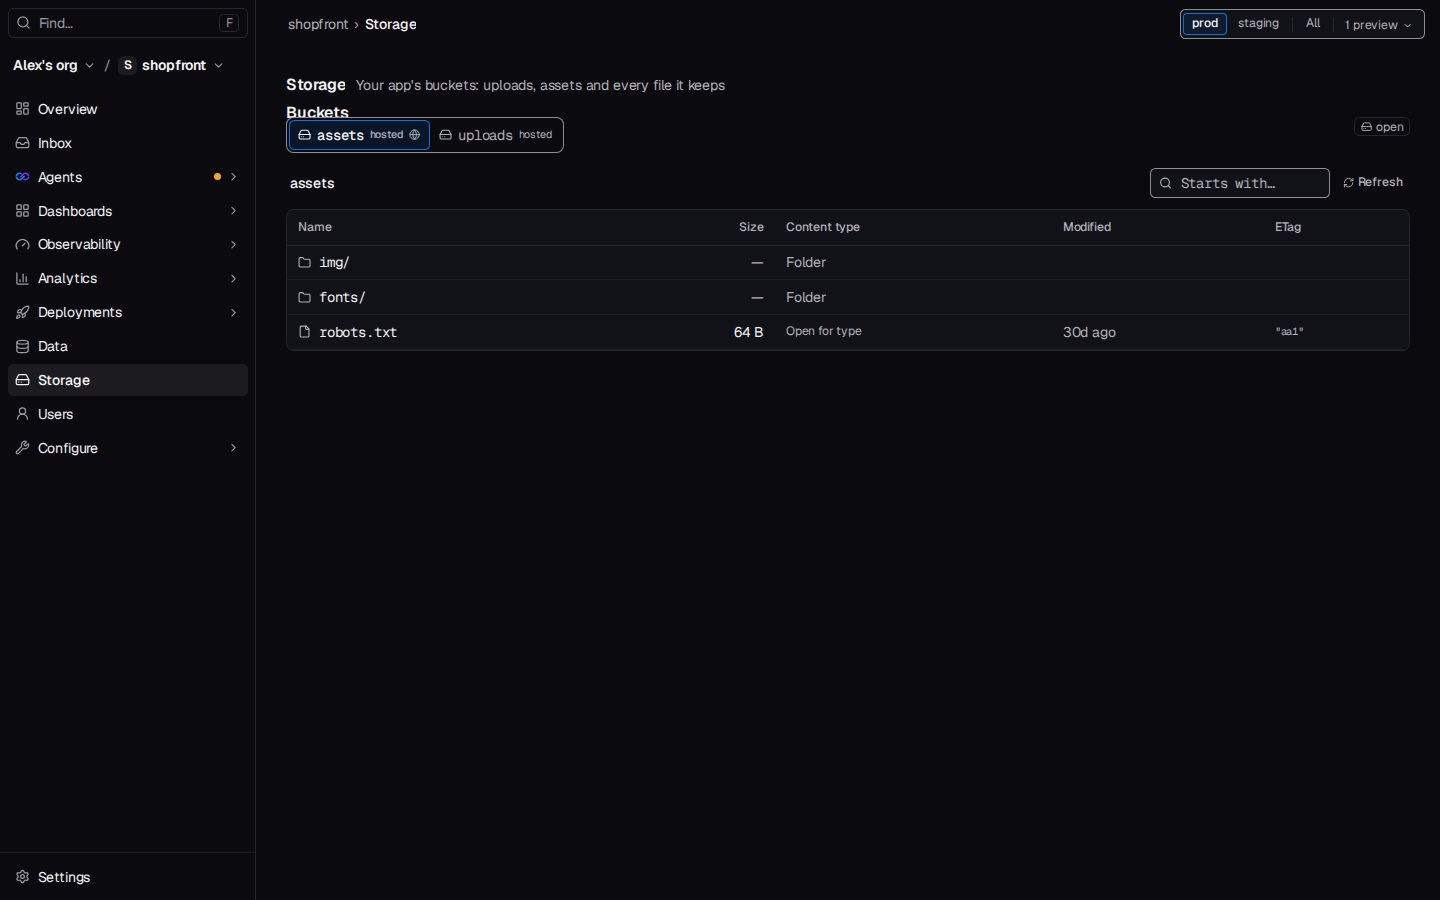 Find... F
shopfront › Storage
prod staging All 1 preview
Alex's org / S shopfront
Overview
Inbox
Agents
Dashboards
Observability
Analytics
Deployments
Data
Storage
Users
Configure
Settings
Storage Your app's buckets: uploads, assets and every file it keeps
Buckets
assets hosted uploads hosted
open
assets
Starts with…
Refresh
Name Size Content type Modified ETag
img/ — Folder
fonts/ — Folder
robots.txt 64 B Open for type 30d ago "aa1"